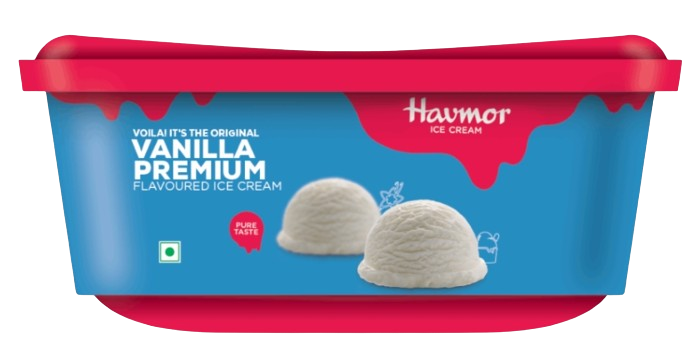 Havmor
ICE CREAM
VOILA! IT'S THE ORIGINAL
VANILLA
PREMIUM
FLAVOURED ICE CREAM
PURE
TASTE